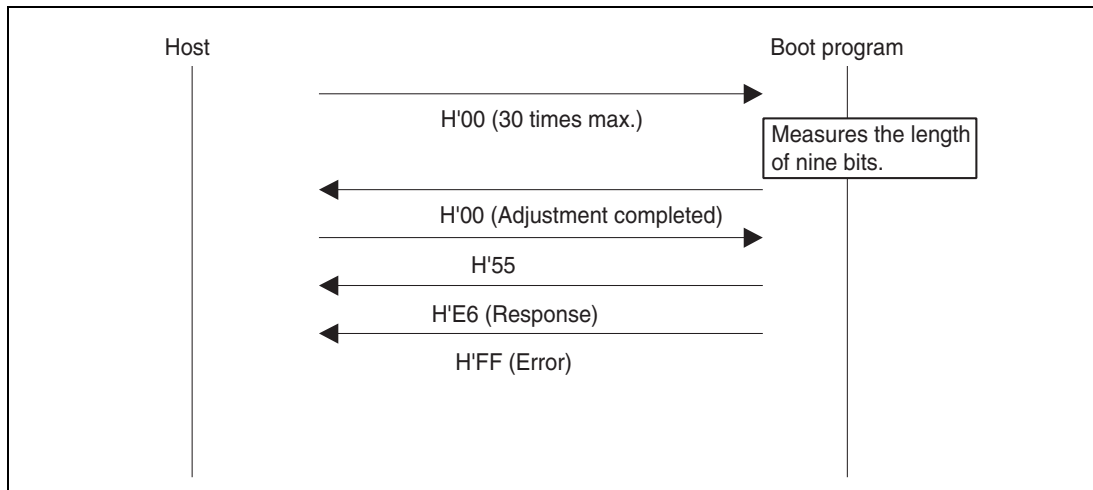 Host
Boot program
H'00 (30 times max.)
Measures the length
of nine bits.
H'00 (Adjustment completed)
H'55
H'E6 (Response)
H'FF (Error)